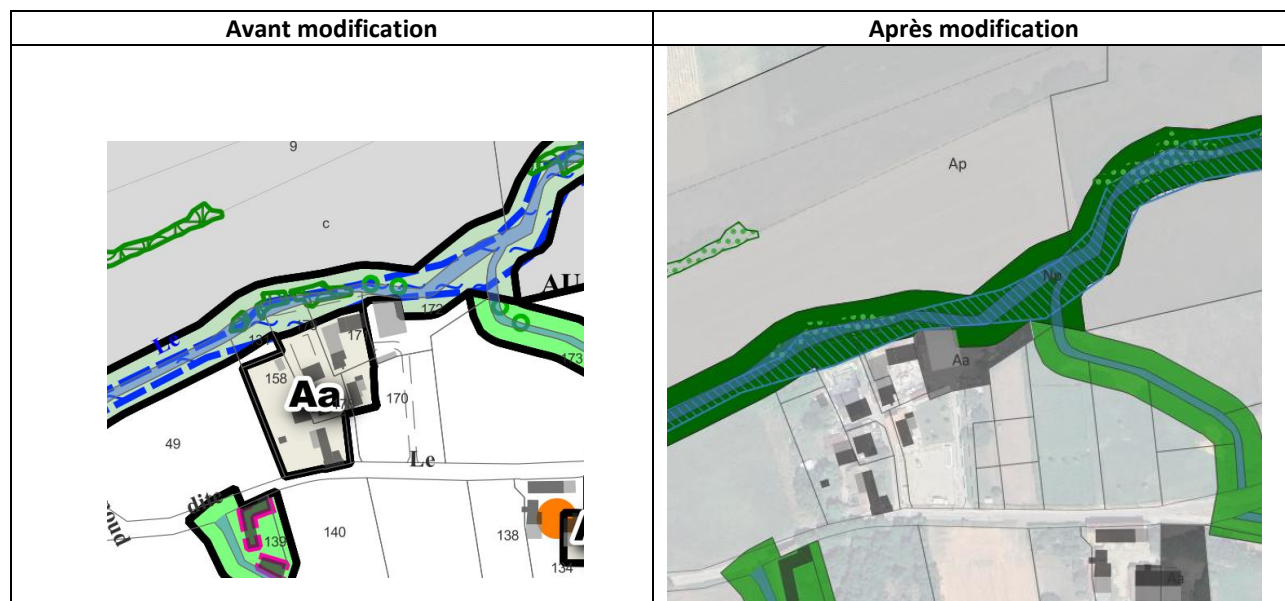 Avant modification
Après modification
9
c
AU
Le
172
173
158
Aa
170
49
Le
dite
139
140
138
134
Ap
Np
Aa
Aa